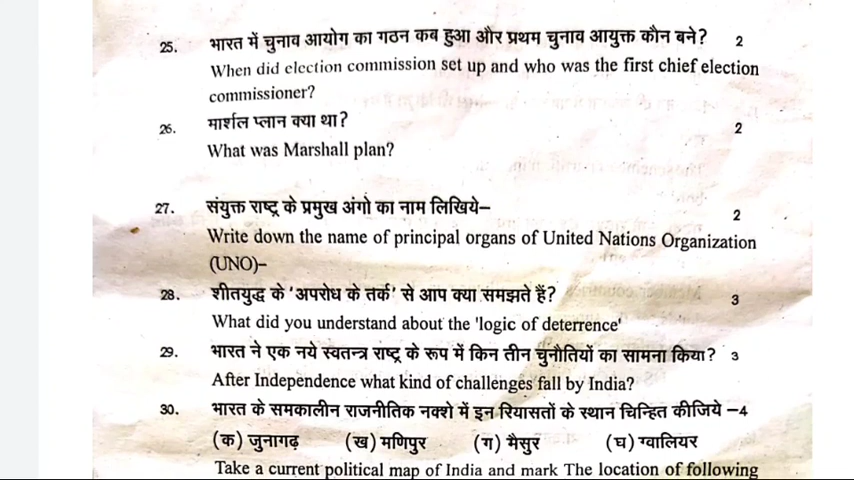 25. भारत में चुनाव आयोग का गठन कब हुआ और प्रथम चुनाव आयुक्त कौन बने? 2
When did election commission set up and who was the first chief election
commissioner?
26. मार्शल प्लान क्या था? 2
What was Marshall plan?
27. संयुक्त राष्ट्र के प्रमुख अंगो का नाम लिखिये– 2
Write down the name of principal organs of United Nations Organization
(UNO)–
28. शीतयुद्ध के 'अपरोध के तर्क' से आप क्या समझते हैं? 3
What did you understand about the 'logic of deterrence'
29. भारत ने एक नये स्वतन्त्र राष्ट्र के रूप में किन तीन चुनौतियों का सामना किया? 3
After Independence what kind of challenges fall by India?
30. भारत के समकालीन राजनीतिक नक्शे में इन रियासतों के स्थान चिन्हित कीजिये –4
(क) जुनागढ़ (ख) मणिपुर (ग) मैसुर (घ) ग्वालियर
Take a current political map of India and mark The location of following